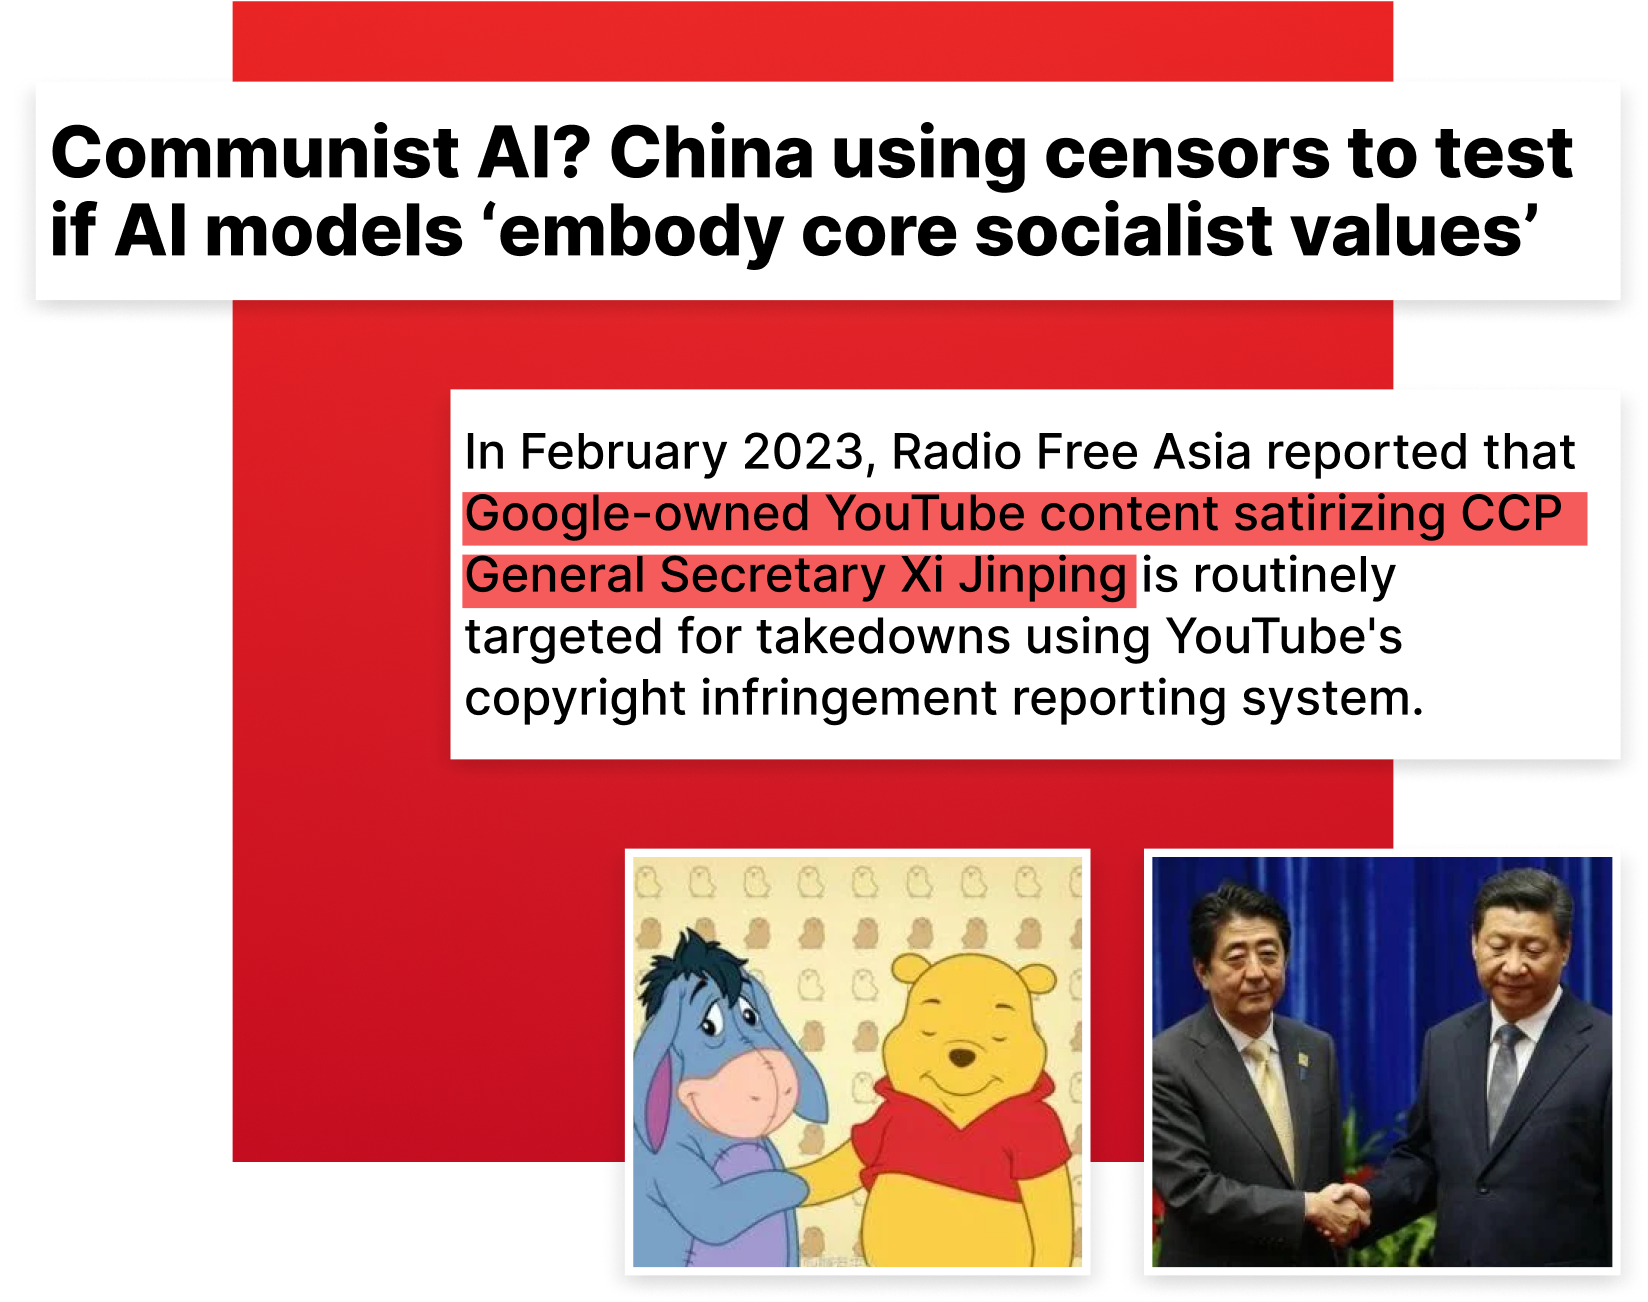 Communist AI? China using censors to test
if AI models ‘embody core socialist values’
In February 2023, Radio Free Asia reported that
Google-owned YouTube content satirizing CCP
General Secretary Xi Jinping is routinely
targeted for takedowns using YouTube's
copyright infringement reporting system.